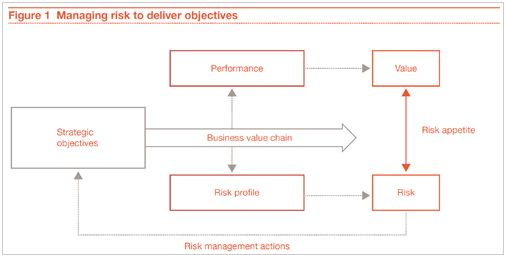 Figure 1  Managing risk to deliver objectives
Performance
Value
Strategic
objectives
Business value chain
Risk appetite
Risk profile
Risk
Risk management actions